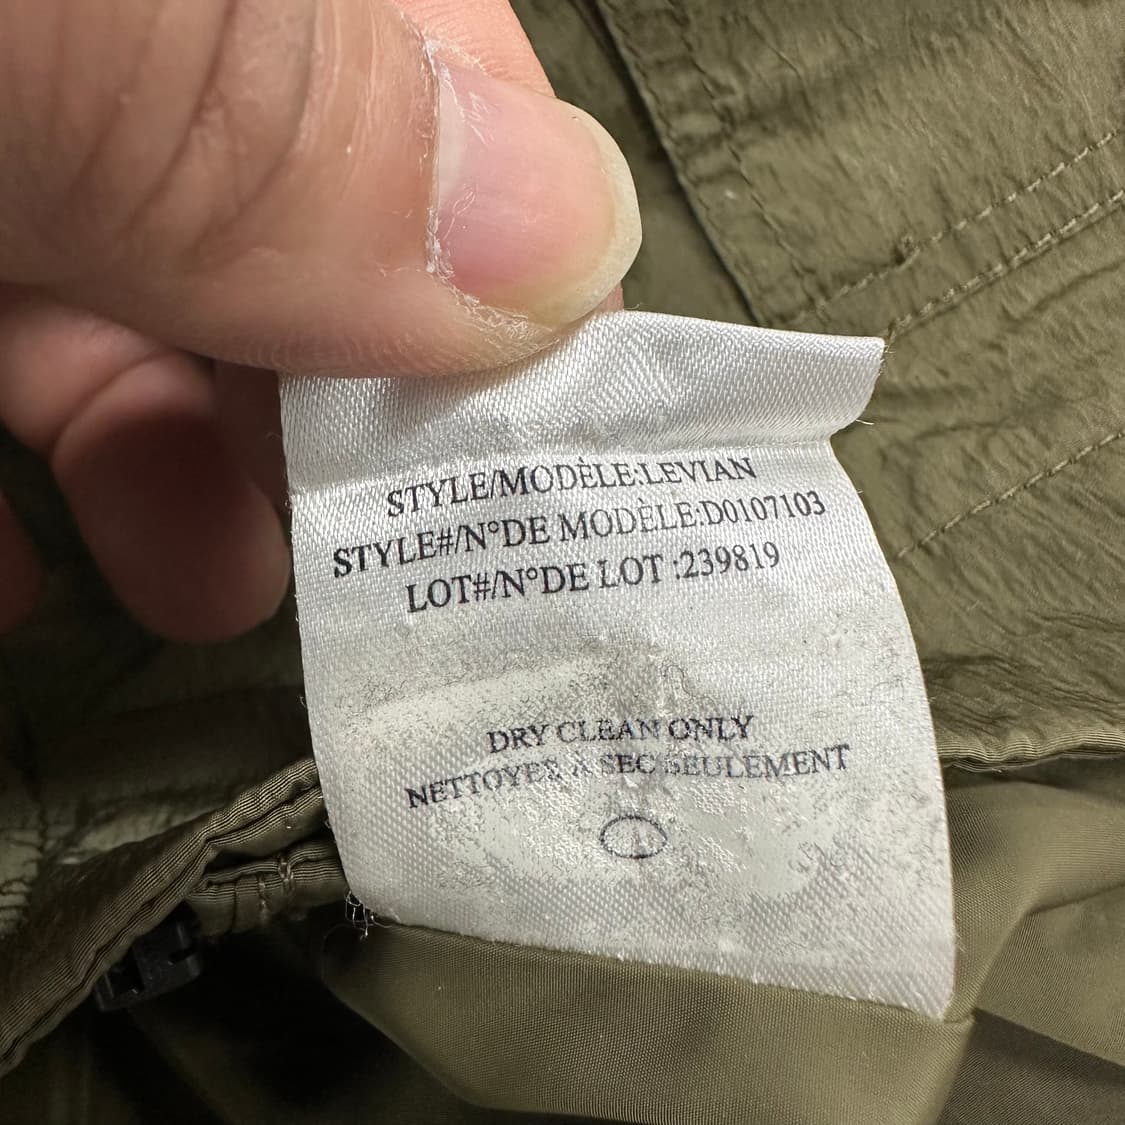 STYLE/MODÈLE:LEVIAN
STYLE#/N°DE MODÈLE:D0107103
LOT#/N°DE LOT :239819
DRY CLEAN ONLY
NETTOYER À SEC SEULEMENT